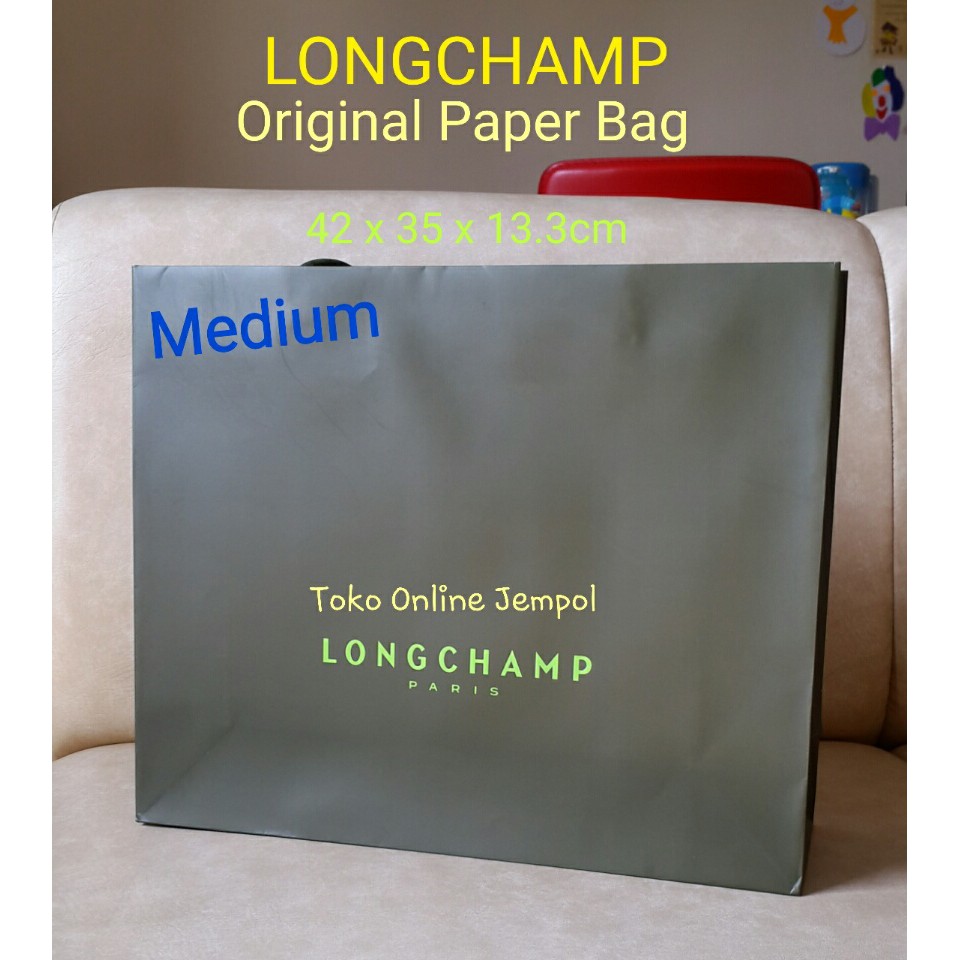 LONGCHAMP
Original Paper Bag
42 x 35 x 13.3cm
Medium
Toko Online Jempol
LONGCHAMP
PARIS